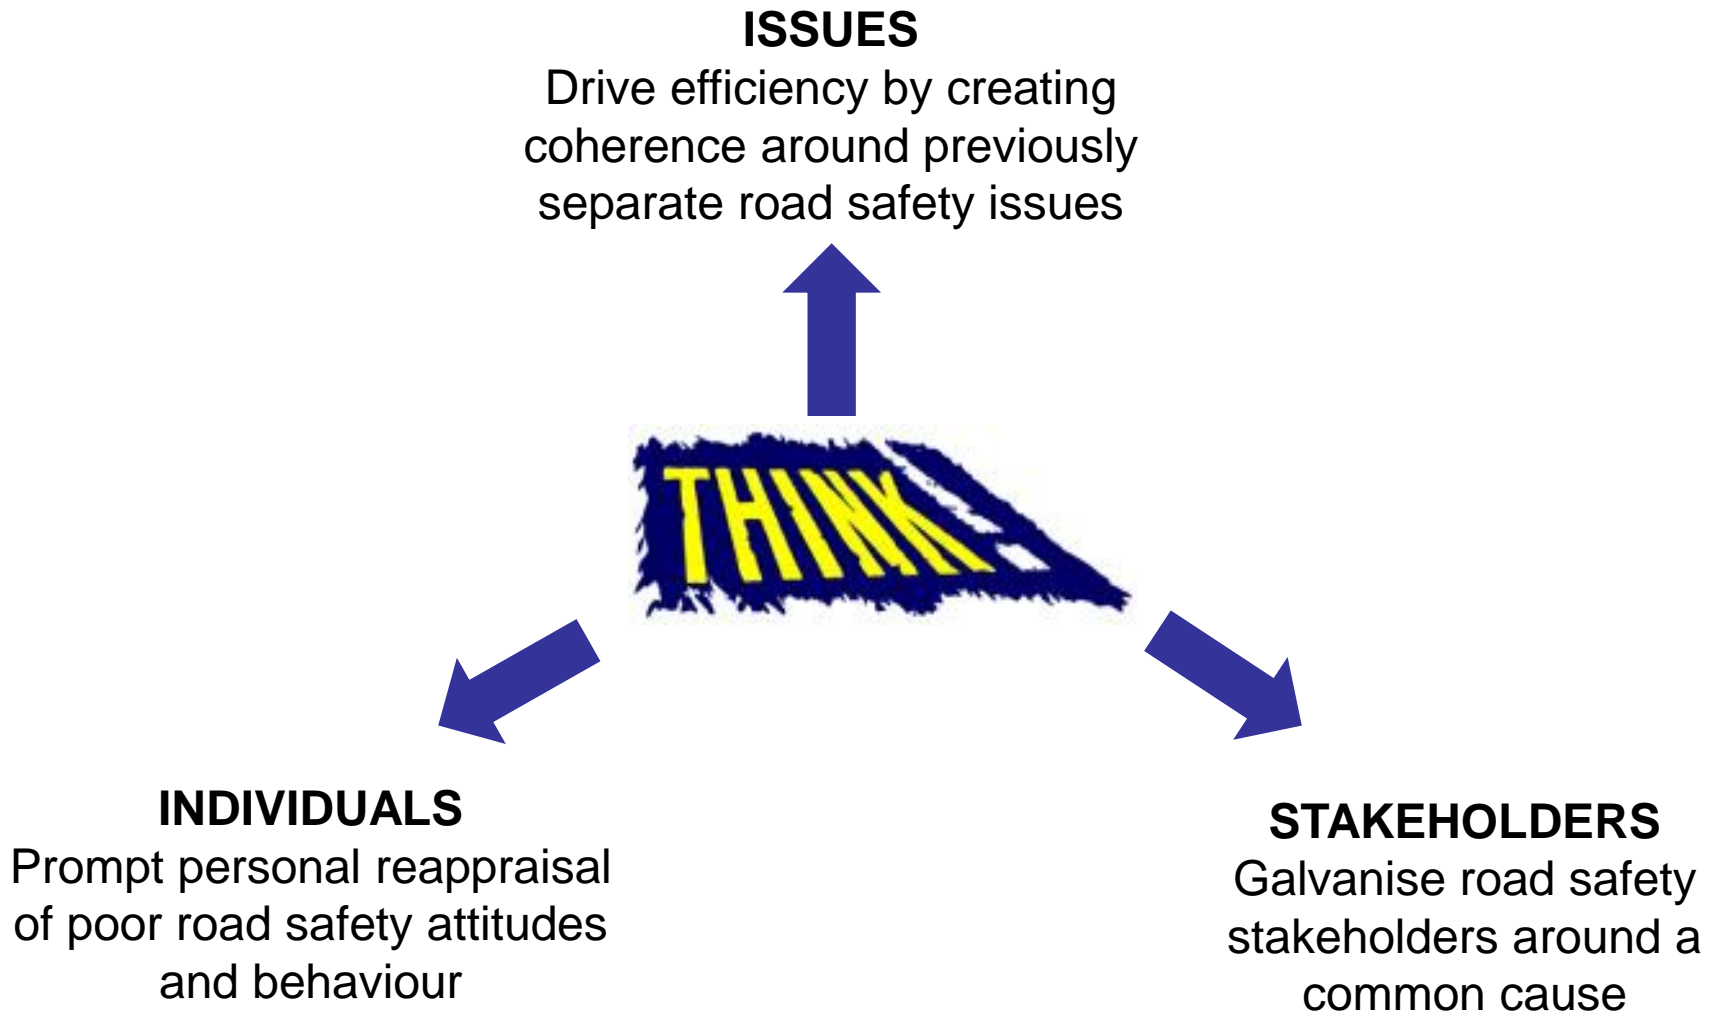 ISSUES
Drive efficiency by creating
coherence around previously
separate road safety issues
THINK!
INDIVIDUALS
Prompt personal reappraisal
of poor road safety attitudes
and behaviour
STAKEHOLDERS
Galvanise road safety
stakeholders around a
common cause